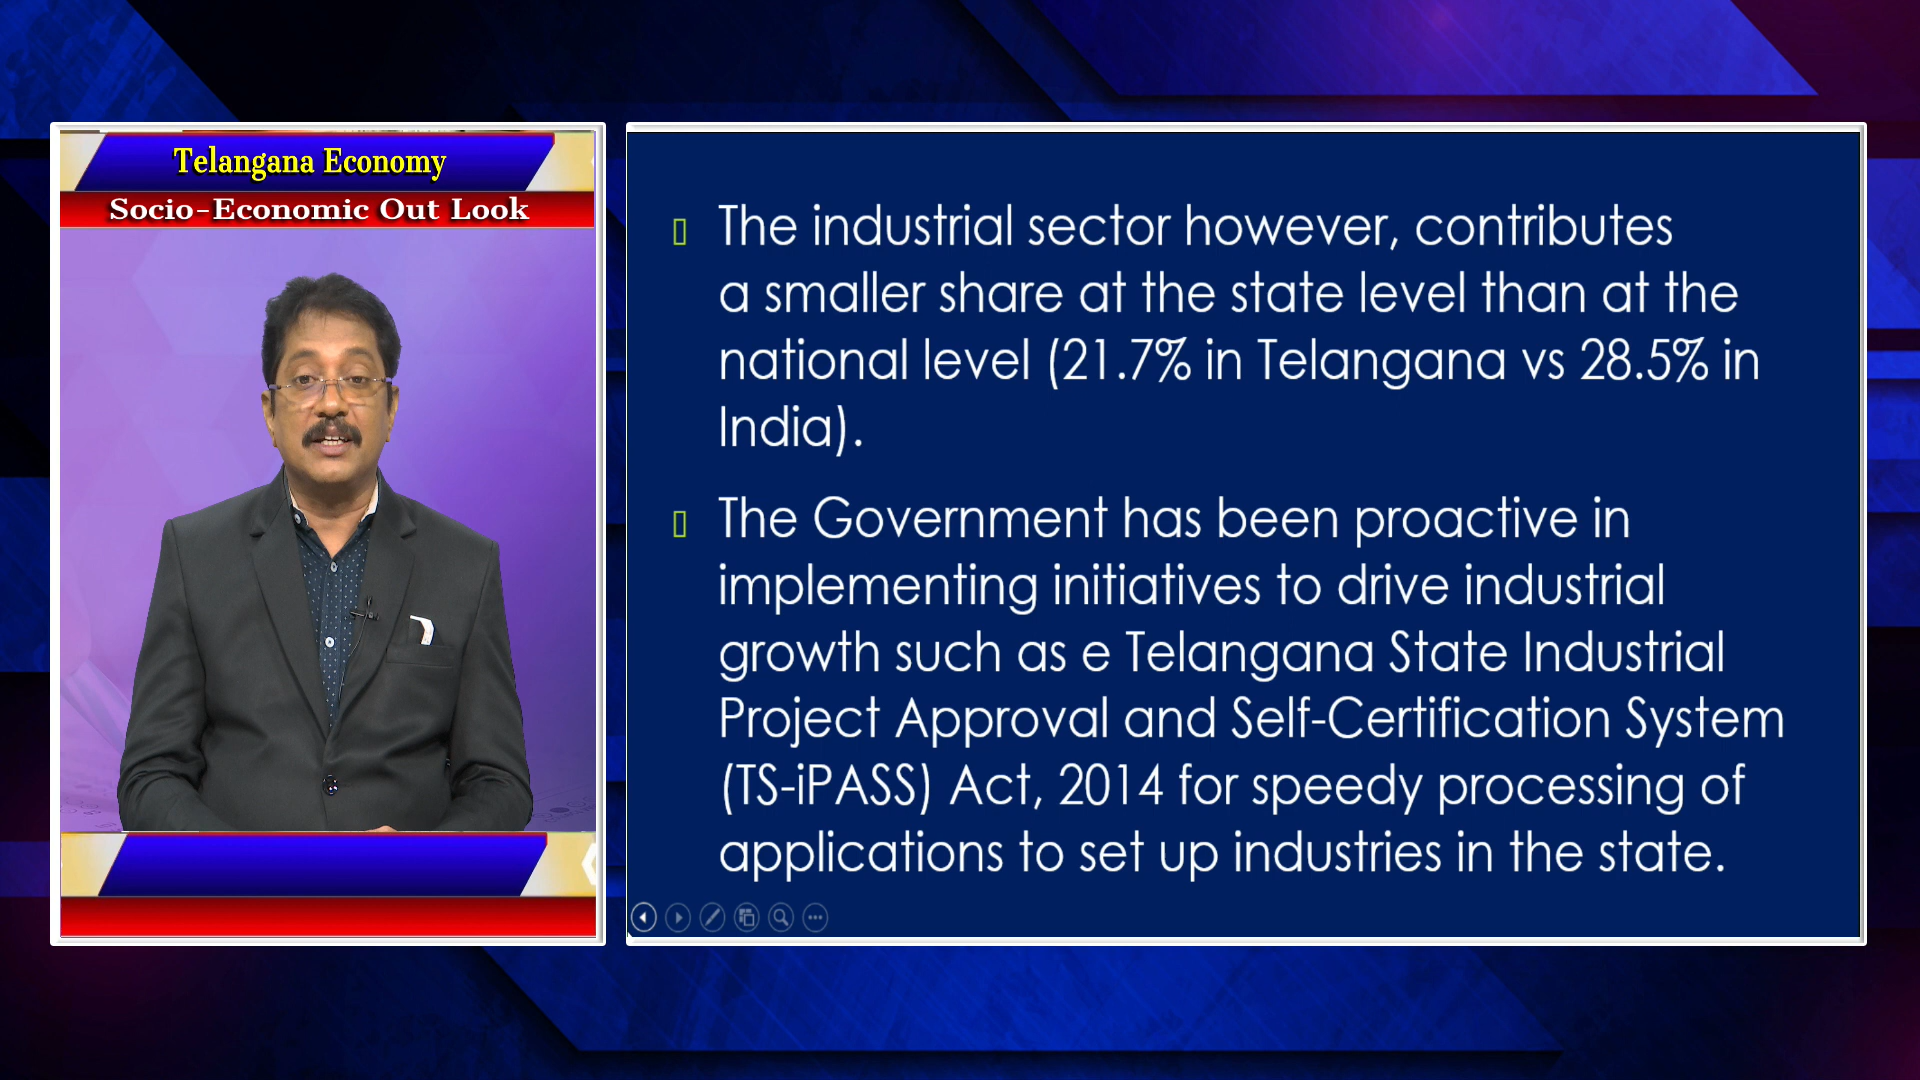 Telangana Economy
Socio-Economic Out Look
The industrial sector however, contributes
a smaller share at the state level than at the
national level (21.7% in Telangana vs 28.5% in
India).
The Government has been proactive in
implementing initiatives to drive industrial
growth such as e Telangana State Industrial
Project Approval and Self-Certification System
(TS-iPASS) Act, 2014 for speedy processing of
applications to set up industries in the state.